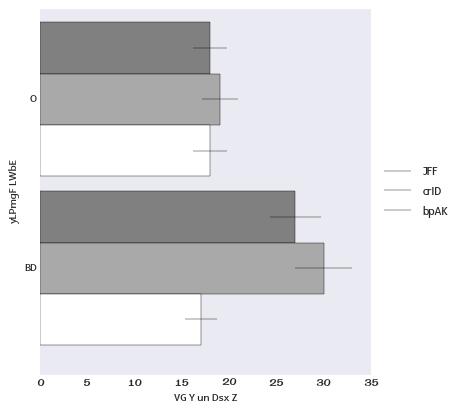 O
BD
yLPmgF LWbE
0 5 10 15 20 25 30 35
VG Y un Dsx Z
JFF
crID
bpAK